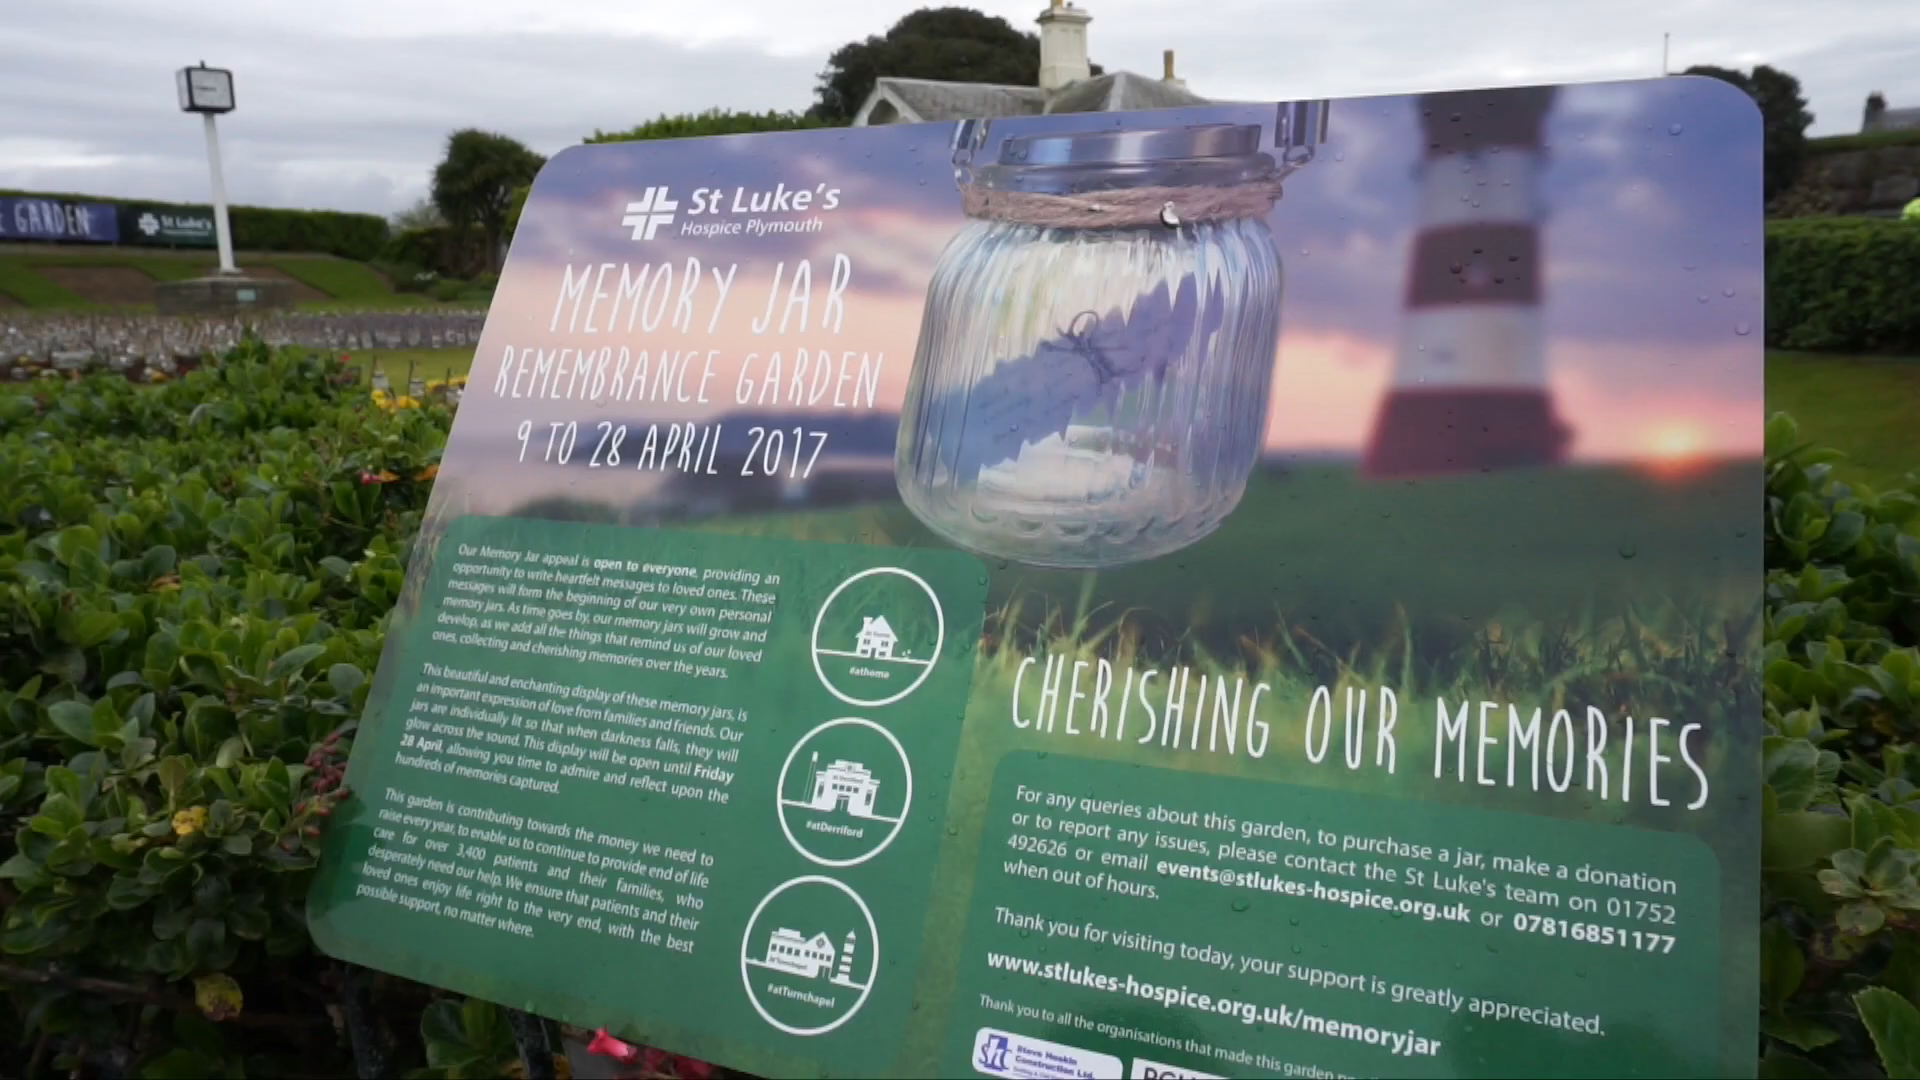 E GARDEN
St Luke's
St Luke's
Hospice Plymouth
MEMORY JAR
REMEMBRANCE GARDEN
9 TO 28 APRIL 2017
Our Memory Jar appeal is open to everyone, providing an
opportunity to write heartfelt messages to loved ones. These
messages will form the beginning of our very own personal
memory jars. As time goes by, our memory jars will grow and
develop, as we add all the things that remind us of our loved
ones, collecting and cherishing memories over the years.
This beautiful and enchanting display of these memory jars, is
an important expression of love from families and friends. Our
jars are individually lit so that when darkness falls, they will
glow across the sound. This display will be open until Friday
28 April, allowing you time to admire and reflect upon the
hundreds of memories captured.
This garden is contributing towards the money we need to
raise every year, to enable us to continue to provide end of life
care for over 3,400 patients and their families, who
desperately need our help. We ensure that patients and their
loved ones enjoy life right to the very end, with the best
possible support, no matter where.
At home
#athome
At Derriford
#atDerriford
At Turnchapel
#atTurnchapel
CHERISHING OUR MEMORIES
For any queries about this garden, to purchase a jar, make a donation
or to report any issues, please contact the St Luke's team on 01752
492626 or email events@stlukes-hospice.org.uk or 07816851177
when out of hours.
Thank you for visiting today, your support is greatly appreciated.
www.stlukes-hospice.org.uk/memoryjar
Thank you to all the organisations that made this garden
Steve Hoskin
Construction Ltd.